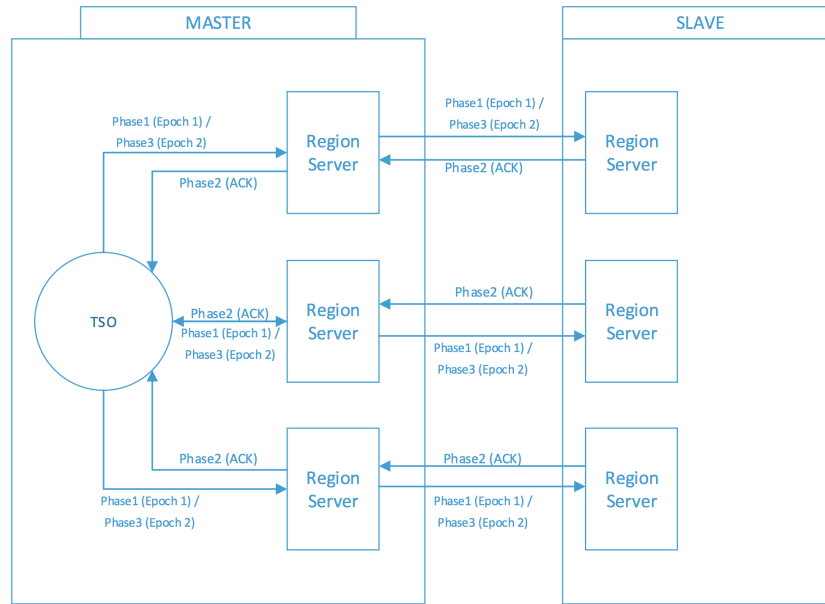 MASTER
SLAVE
Phase1 (Epoch 1) /
Phase3 (Epoch 2)
Phase2 (ACK)
Region
Server
Phase1 (Epoch 1) /
Phase3 (Epoch 2)
Phase2 (ACK)
Region
Server
TSO
Phase2 (ACK)
Phase1 (Epoch 1) /
Phase3 (Epoch 2)
Region
Server
Phase2 (ACK)
Phase1 (Epoch 1) /
Phase3 (Epoch 2)
Region
Server
Phase2 (ACK)
Phase1 (Epoch 1) /
Phase3 (Epoch 2)
Region
Server
Phase2 (ACK)
Phase1 (Epoch 1) /
Phase3 (Epoch 2)
Region
Server